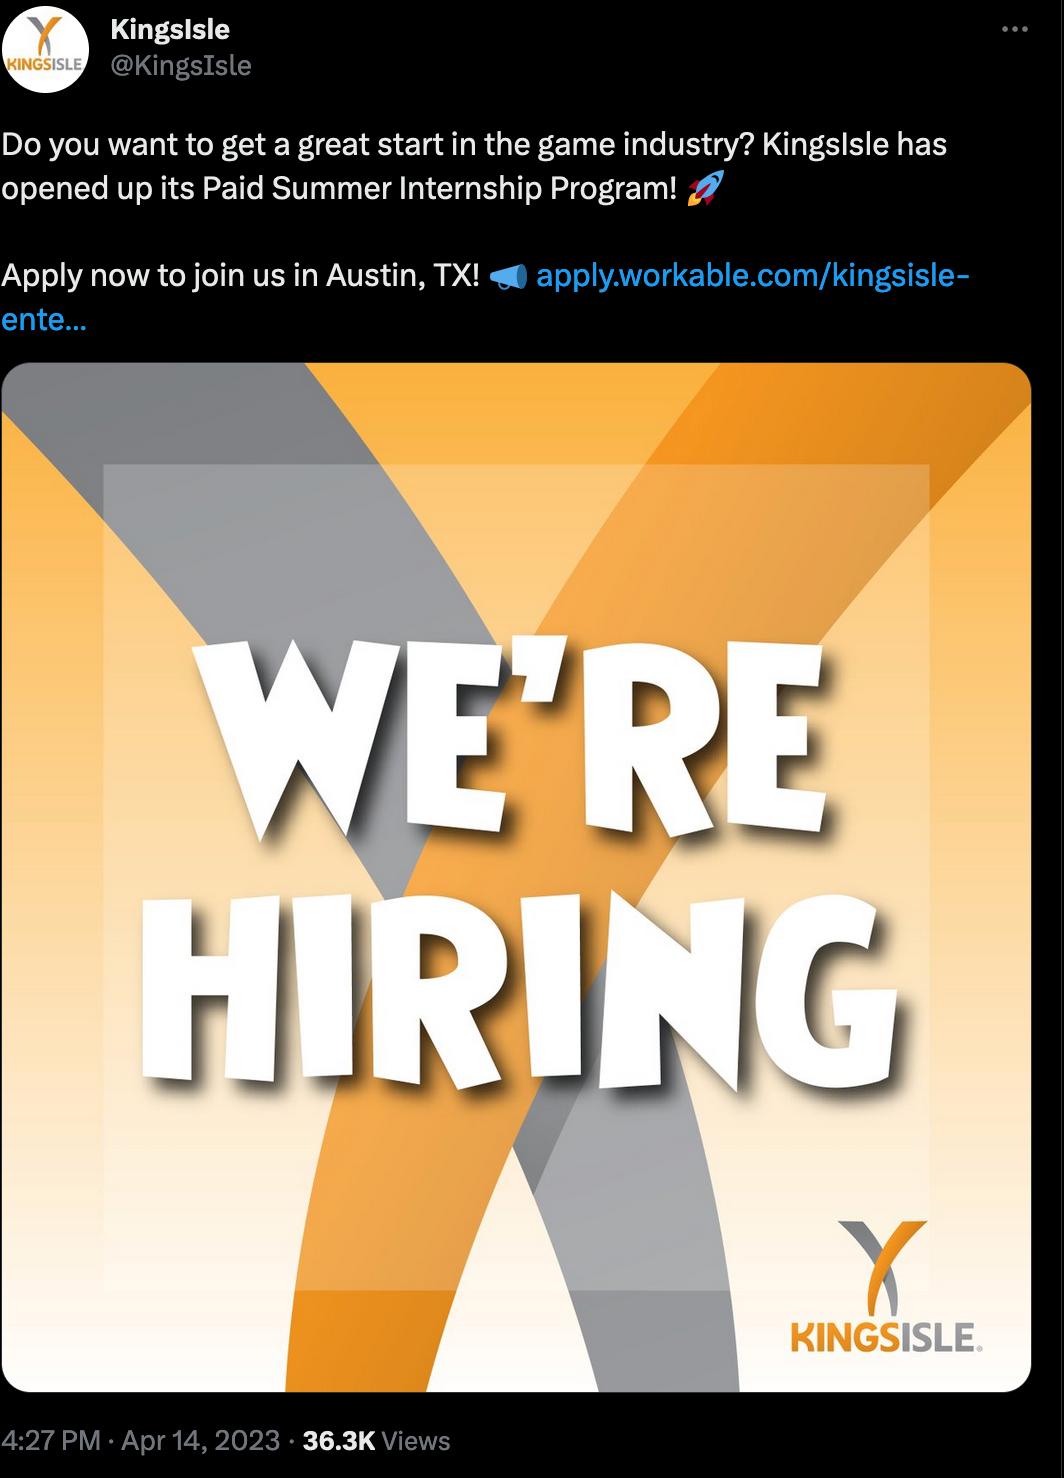 KingsIsle
@KingsIsle
KINGSISLE
Do you want to get a great start in the game industry? KingsIsle has
opened up its Paid Summer Internship Program! 🚀
Apply now to join us in Austin, TX! 📣 apply.workable.com/kingsisle-
ente...
WE'RE
HIRING
KINGSISLE®
4:27 PM · Apr 14, 2023 · 36.3K Views